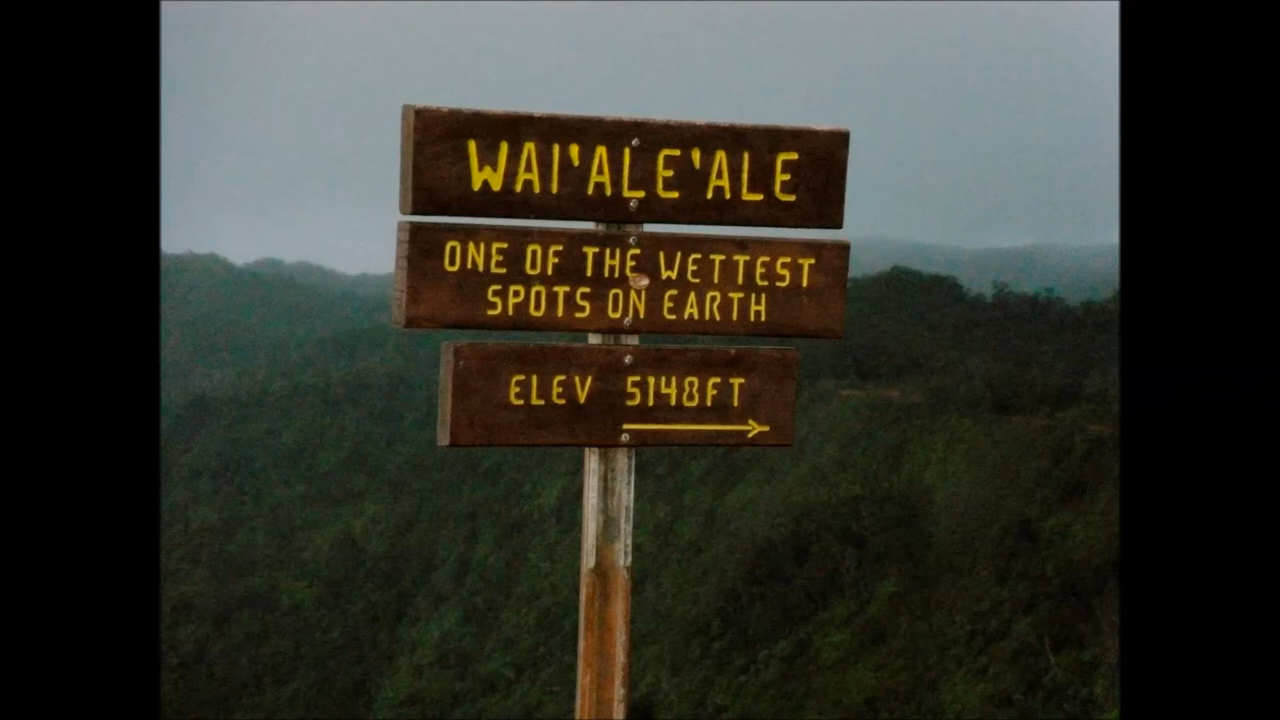 WAI'ALE'ALE
ONE OF THE WETTEST
SPOTS ON EARTH
ELEV 5148FT